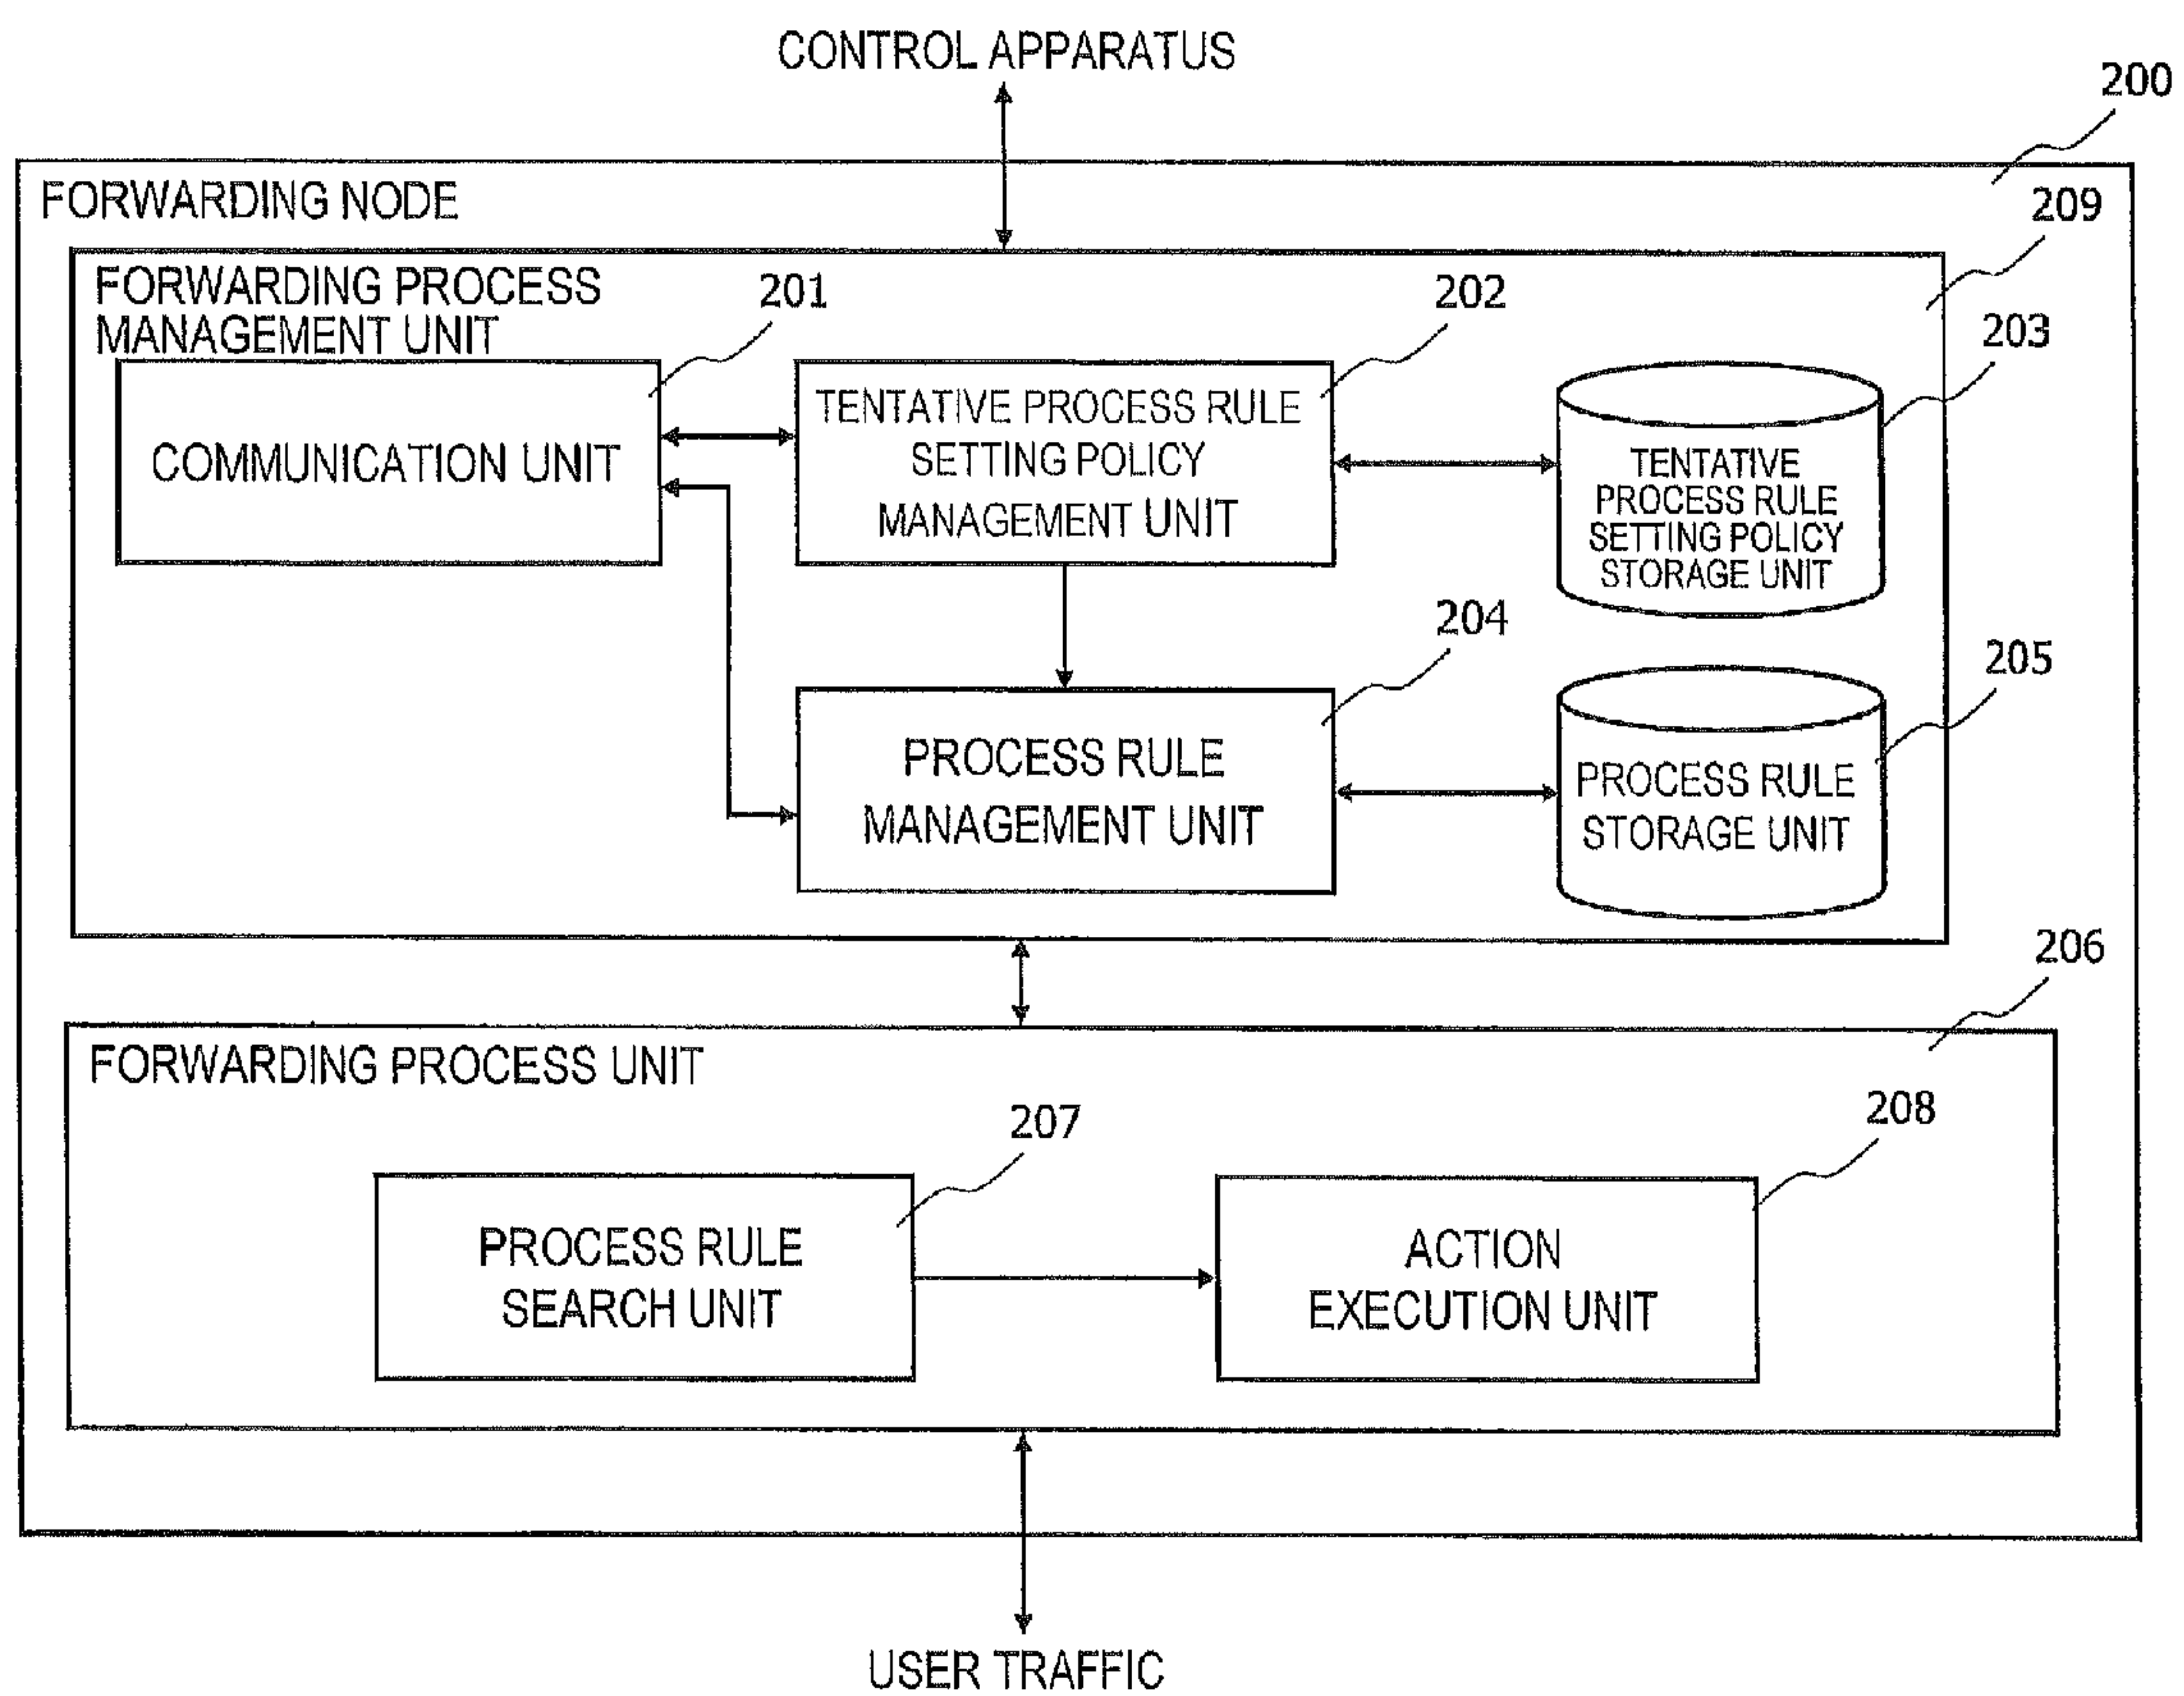 CONTROL APPARATUS
200
FORWARDING NODE
209
FORWARDING PROCESS
MANAGEMENT UNIT
201
202
203
COMMUNICATION UNIT
TENTATIVE PROCESS RULE
SETTING POLICY
MANAGEMENT UNIT
TENTATIVE
PROCESS RULE
SETTING POLICY
STORAGE UNIT
204
205
PROCESS RULE
MANAGEMENT UNIT
PROCESS RULE
STORAGE UNIT
206
FORWARDING PROCESS UNIT
207
208
PROCESS RULE
SEARCH UNIT
ACTION
EXECUTION UNIT
USER TRAFFIC